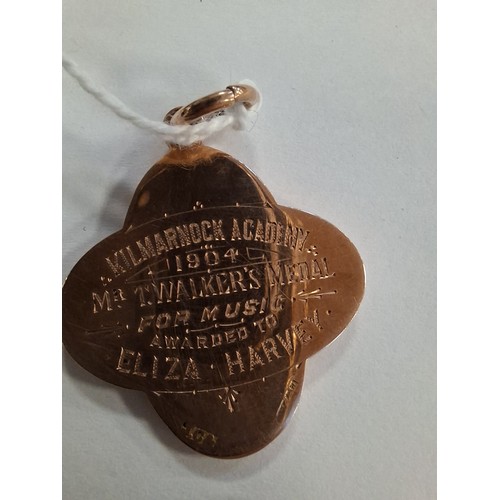 KILMARNOCK ACADEMY
1904
MR T. WALKER'S MEDAL
FOR MUSIC
AWARDED TO
ELIZA HARVEY.